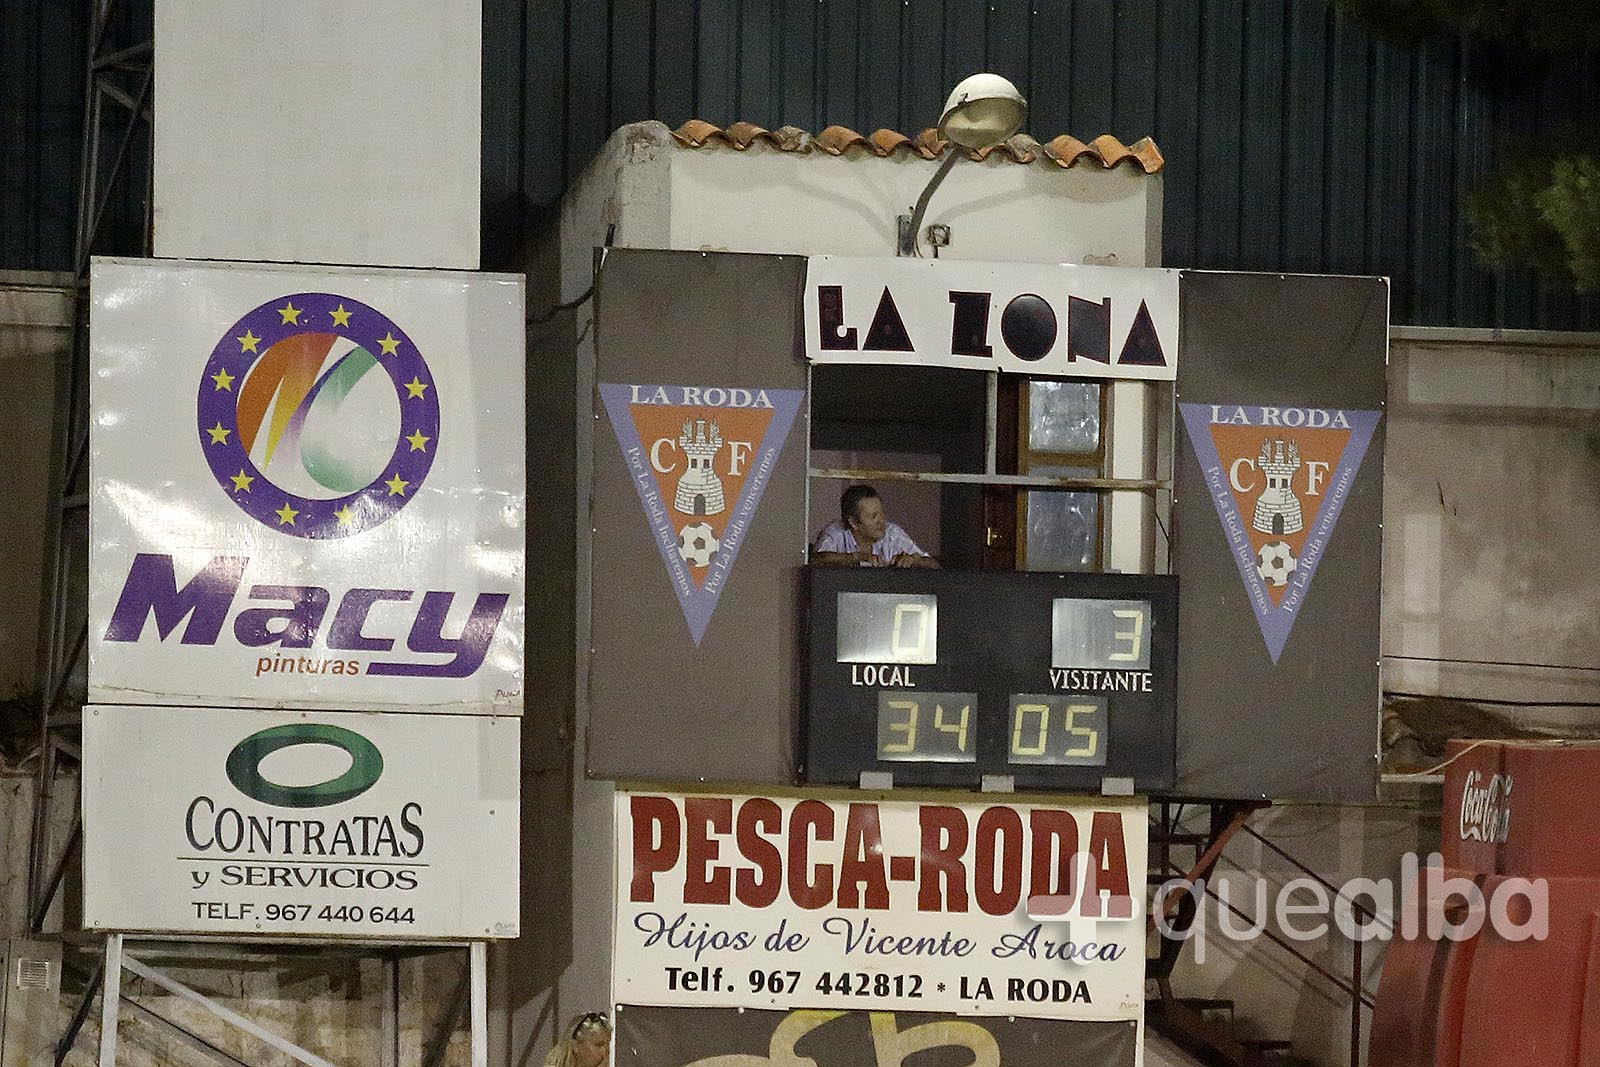 LA ZONA
LA RODA
C F
Por La Roda lucharemos
Por La Roda venceremos
LA RODA
C F
Por La Roda lucharemos
Por La Roda venceremos
Macy
pinturas
0 3
LOCAL VISITANTE
34 05
CONTRATAS
y SERVICIOS
TELF. 967 440 644
PESCA-RODA
Hijos de Vicente Aroca
Telf. 967 442812 * LA RODA
Coca-Cola
+quealba